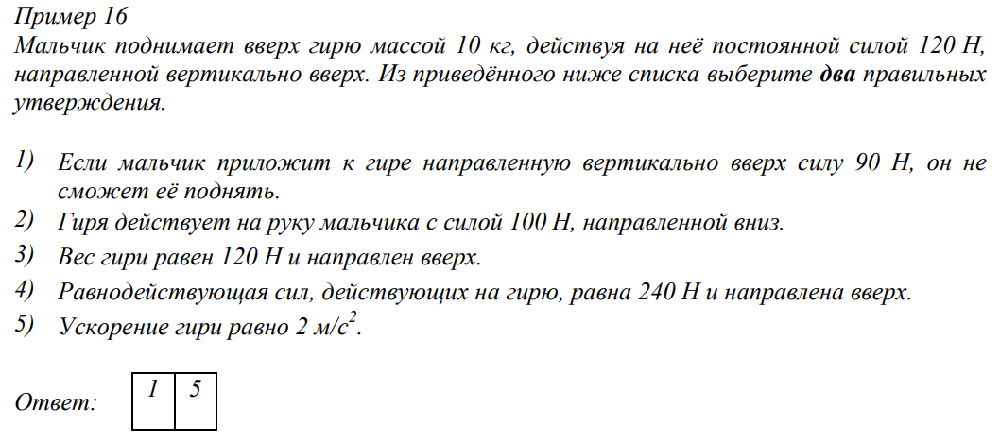 Пример 16
Мальчик поднимает вверх гирю массой 10 кг, действуя на неё постоянной силой 120 Н,
направленной вертикально вверх. Из приведённого ниже списка выберите два правильных
утверждения.
1) Если мальчик приложит к гире направленную вертикально вверх силу 90 Н, он не
сможет её поднять.
2) Гиря действует на руку мальчика с силой 100 Н, направленной вниз.
3) Вес гири равен 120 Н и направлен вверх.
4) Равнодействующая сил, действующих на гирю, равна 240 Н и направлена вверх.
5) Ускорение гири равно 2 м/с².
Ответ: 1 5